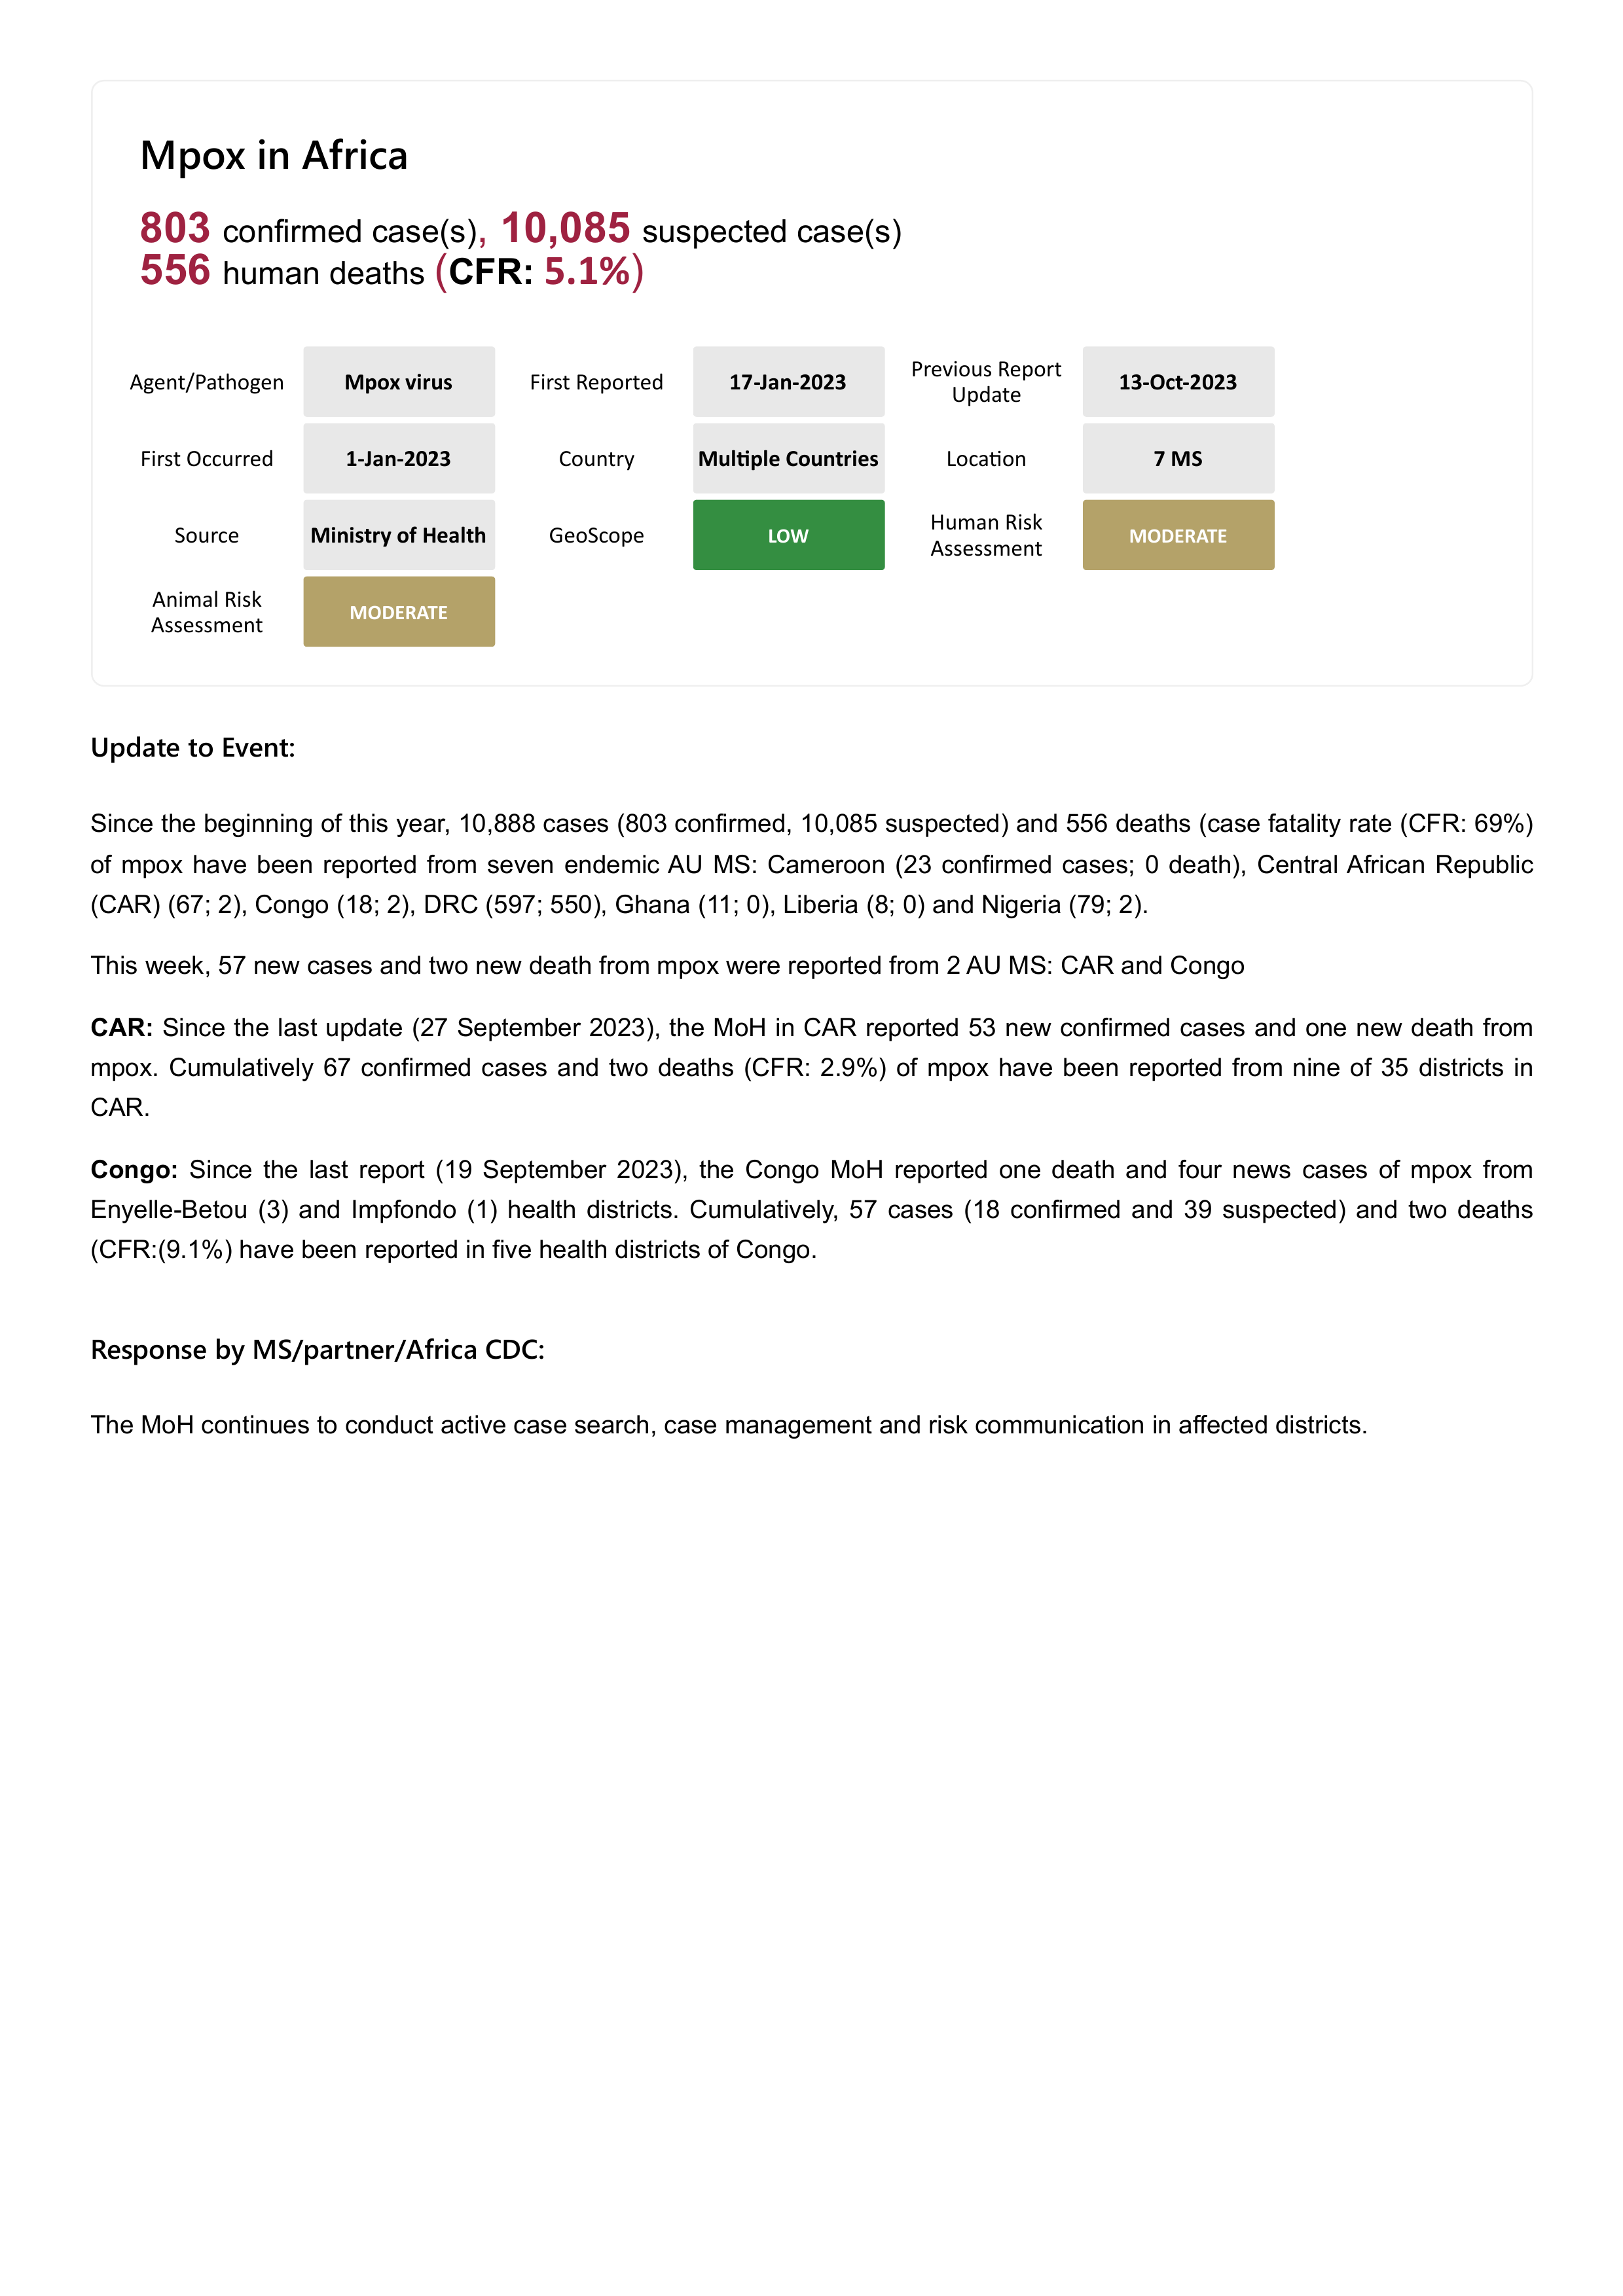 Mpox in Africa
803 confirmed case(s), 10,085 suspected case(s)
556 human deaths (CFR: 5.1%)
Agent/Pathogen Mpox virus First Reported 17-Jan-2023 Previous Report Update 13-Oct-2023
First Occurred 1-Jan-2023 Country Multiple Countries Location 7 MS
Source Ministry of Health GeoScope LOW Human Risk Assessment MODERATE
Animal Risk Assessment MODERATE
Update to Event:
Since the beginning of this year, 10,888 cases (803 confirmed, 10,085 suspected) and 556 deaths (case fatality rate (CFR: 69%)
of mpox have been reported from seven endemic AU MS: Cameroon (23 confirmed cases; 0 death), Central African Republic
(CAR) (67; 2), Congo (18; 2), DRC (597; 550), Ghana (11; 0), Liberia (8; 0) and Nigeria (79; 2).
This week, 57 new cases and two new death from mpox were reported from 2 AU MS: CAR and Congo
CAR: Since the last update (27 September 2023), the MoH in CAR reported 53 new confirmed cases and one new death from
mpox. Cumulatively 67 confirmed cases and two deaths (CFR: 2.9%) of mpox have been reported from nine of 35 districts in
CAR.
Congo: Since the last report (19 September 2023), the Congo MoH reported one death and four news cases of mpox from
Enyelle-Betou (3) and Impfondo (1) health districts. Cumulatively, 57 cases (18 confirmed and 39 suspected) and two deaths
(CFR:(9.1%) have been reported in five health districts of Congo.
Response by MS/partner/Africa CDC:
The MoH continues to conduct active case search, case management and risk communication in affected districts.